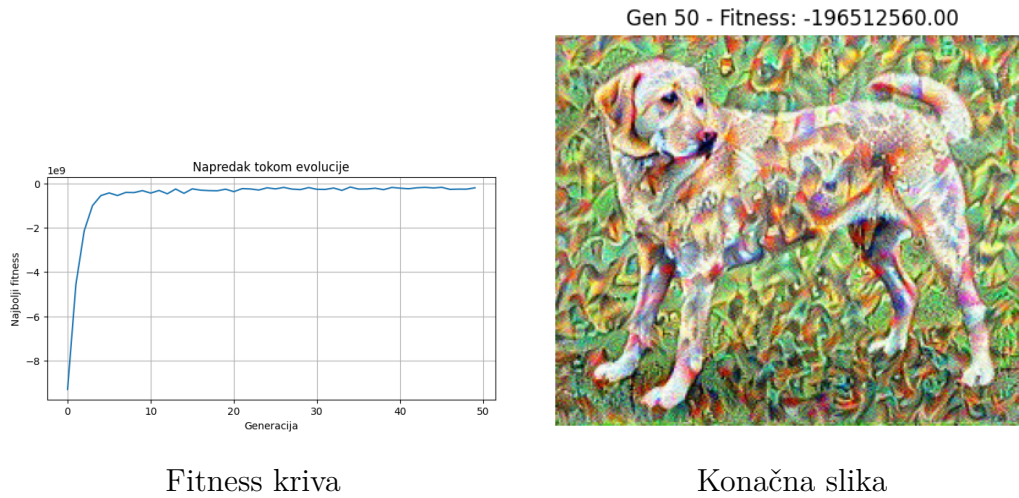 Gen 50 - Fitness: -196512560.00
Napredak tokom evolucije
1e9
0
−2
−4
−6
−8
Najbolji fitness
0 10 20 30 40 50
Generacija
Fitness kriva
Konačna slika